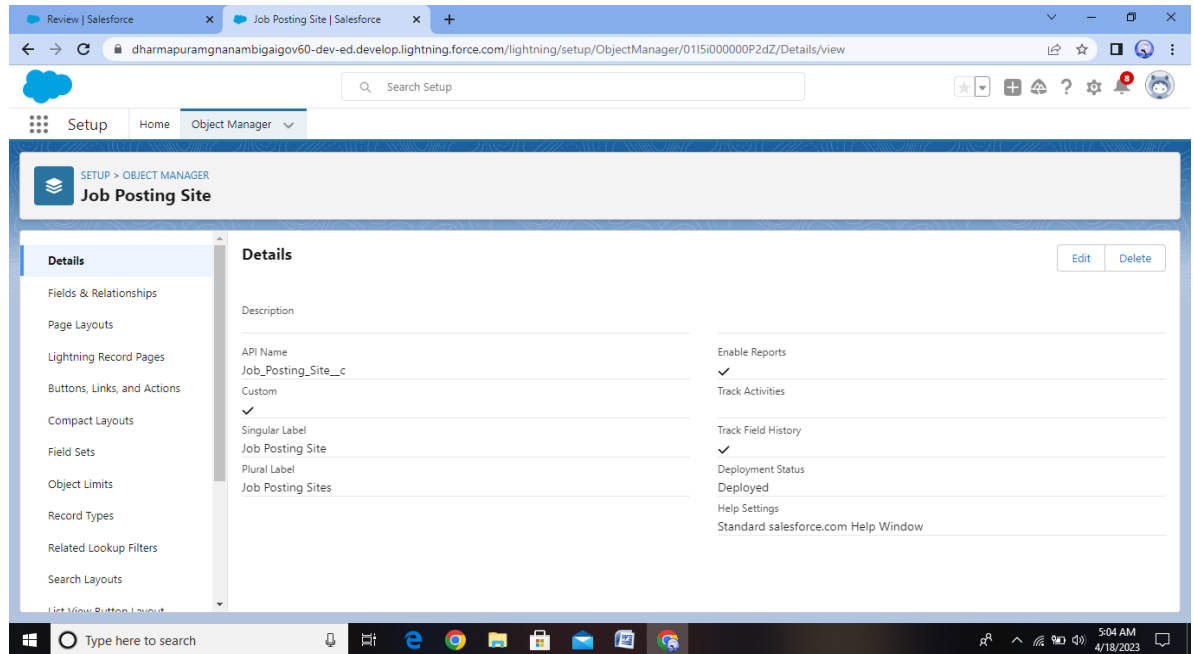 Review | Salesforce
Job Posting Site | Salesforce
dharmapuramgnanambigaigov60-dev-ed.develop.lightning.force.com/lightning/setup/ObjectManager/01I5i000000P2dZ/Details/view
Search Setup
8
Setup
Home
Object Manager
SETUP > OBJECT MANAGER
Job Posting Site
Details
Fields & Relationships
Page Layouts
Lightning Record Pages
Buttons, Links, and Actions
Compact Layouts
Field Sets
Object Limits
Record Types
Related Lookup Filters
Search Layouts
List View Button Layout
Details
Edit
Delete
Description
API Name
Job_Posting_Site__c
Custom
Singular Label
Job Posting Site
Plural Label
Job Posting Sites
Enable Reports
Track Activities
Track Field History
Deployment Status
Deployed
Help Settings
Standard salesforce.com Help Window
Type here to search
5:04 AM
4/18/2023